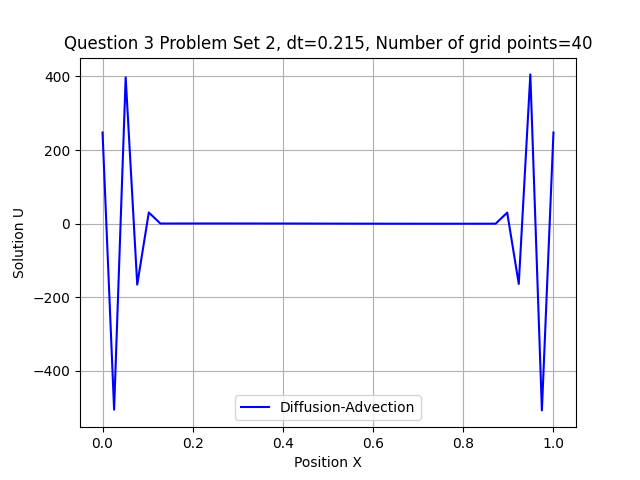 Question 3 Problem Set 2, dt=0.215, Number of grid points=40
400
200
0
−200
−400
Solution U
Diffusion-Advection
0.0 0.2 0.4 0.6 0.8 1.0
Position X